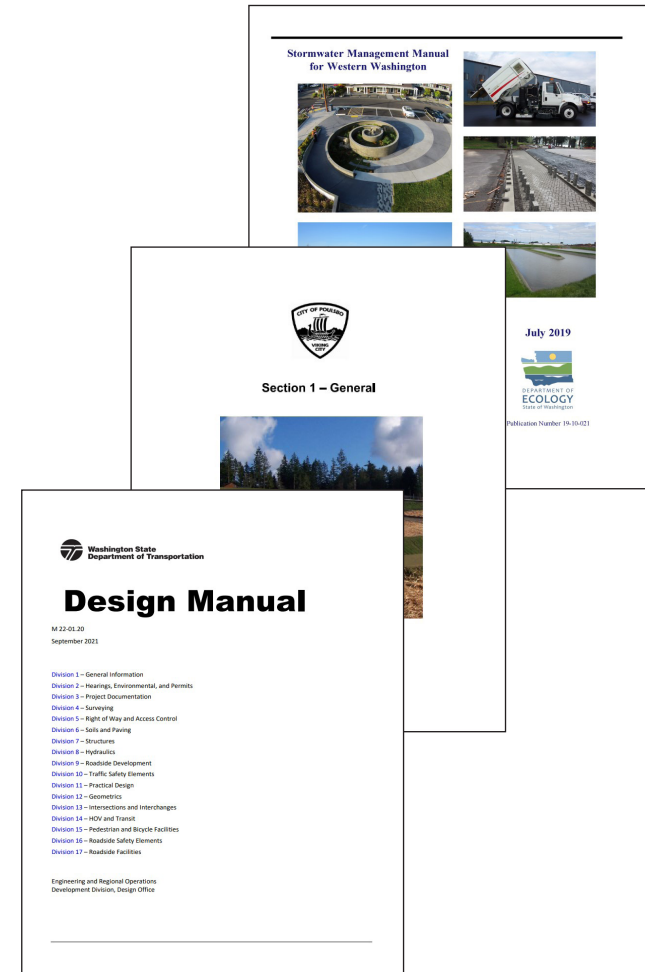 Stormwater Management Manual
for Western Washington
July 2019
DEPARTMENT OF
ECOLOGY
State of Washington
Publication Number 19-10-021
CITY OF POULSBO
VIKING
CITY
Section 1 – General
Washington State
Department of Transportation
Design Manual
M 22-01.20
September 2021
Division 1 – General Information
Division 2 – Hearings, Environmental, and Permits
Division 3 – Project Documentation
Division 4 – Surveying
Division 5 – Right of Way and Access Control
Division 6 – Soils and Paving
Division 7 – Structures
Division 8 – Hydraulics
Division 9 – Roadside Development
Division 10 – Traffic Safety Elements
Division 11 – Practical Design
Division 12 – Geometrics
Division 13 – Intersections and Interchanges
Division 14 – HOV and Transit
Division 15 – Pedestrian and Bicycle Facilities
Division 16 – Roadside Safety Elements
Division 17 – Roadside Facilities
Engineering and Regional Operations
Development Division, Design Office